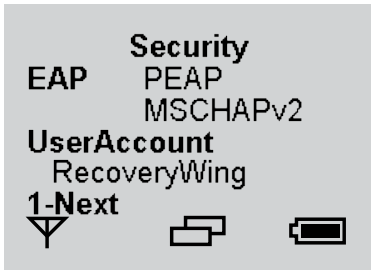 Security
EAP PEAP
MSCHAPv2
UserAccount
RecoveryWing
1-Next